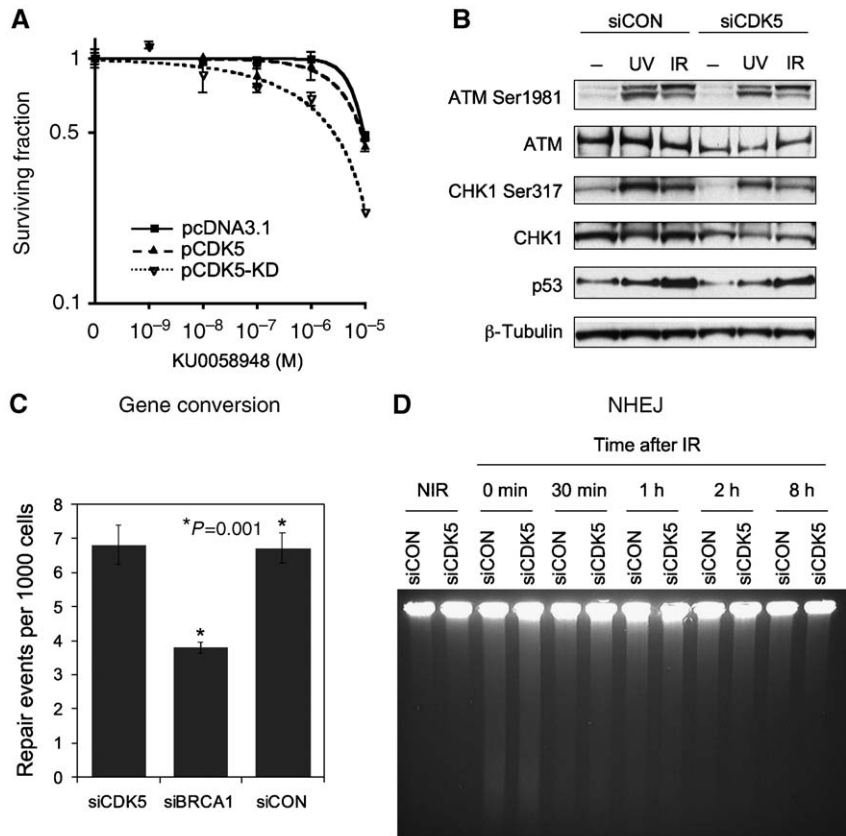 A
1
0.5
0.1
Surviving fraction
pcDNA3.1
pCDK5
pCDK5-KD
0 10⁻⁹ 10⁻⁸ 10⁻⁷ 10⁻⁶ 10⁻⁵
KU0058948 (M)
B
siCON siCDK5
– UV IR – UV IR
ATM Ser1981
ATM
CHK1 Ser317
CHK1
p53
β-Tubulin
C
Gene conversion
Repair events per 1000 cells
8
7
6
5
4
3
2
1
0
*P=0.001
*
*
siCDK5 siBRCA1 siCON
D
NHEJ
Time after IR
NIR 0 min 30 min 1 h 2 h 8 h
siCON siCDK5 siCON siCDK5 siCON siCDK5 siCON siCDK5 siCON siCDK5 siCON siCDK5